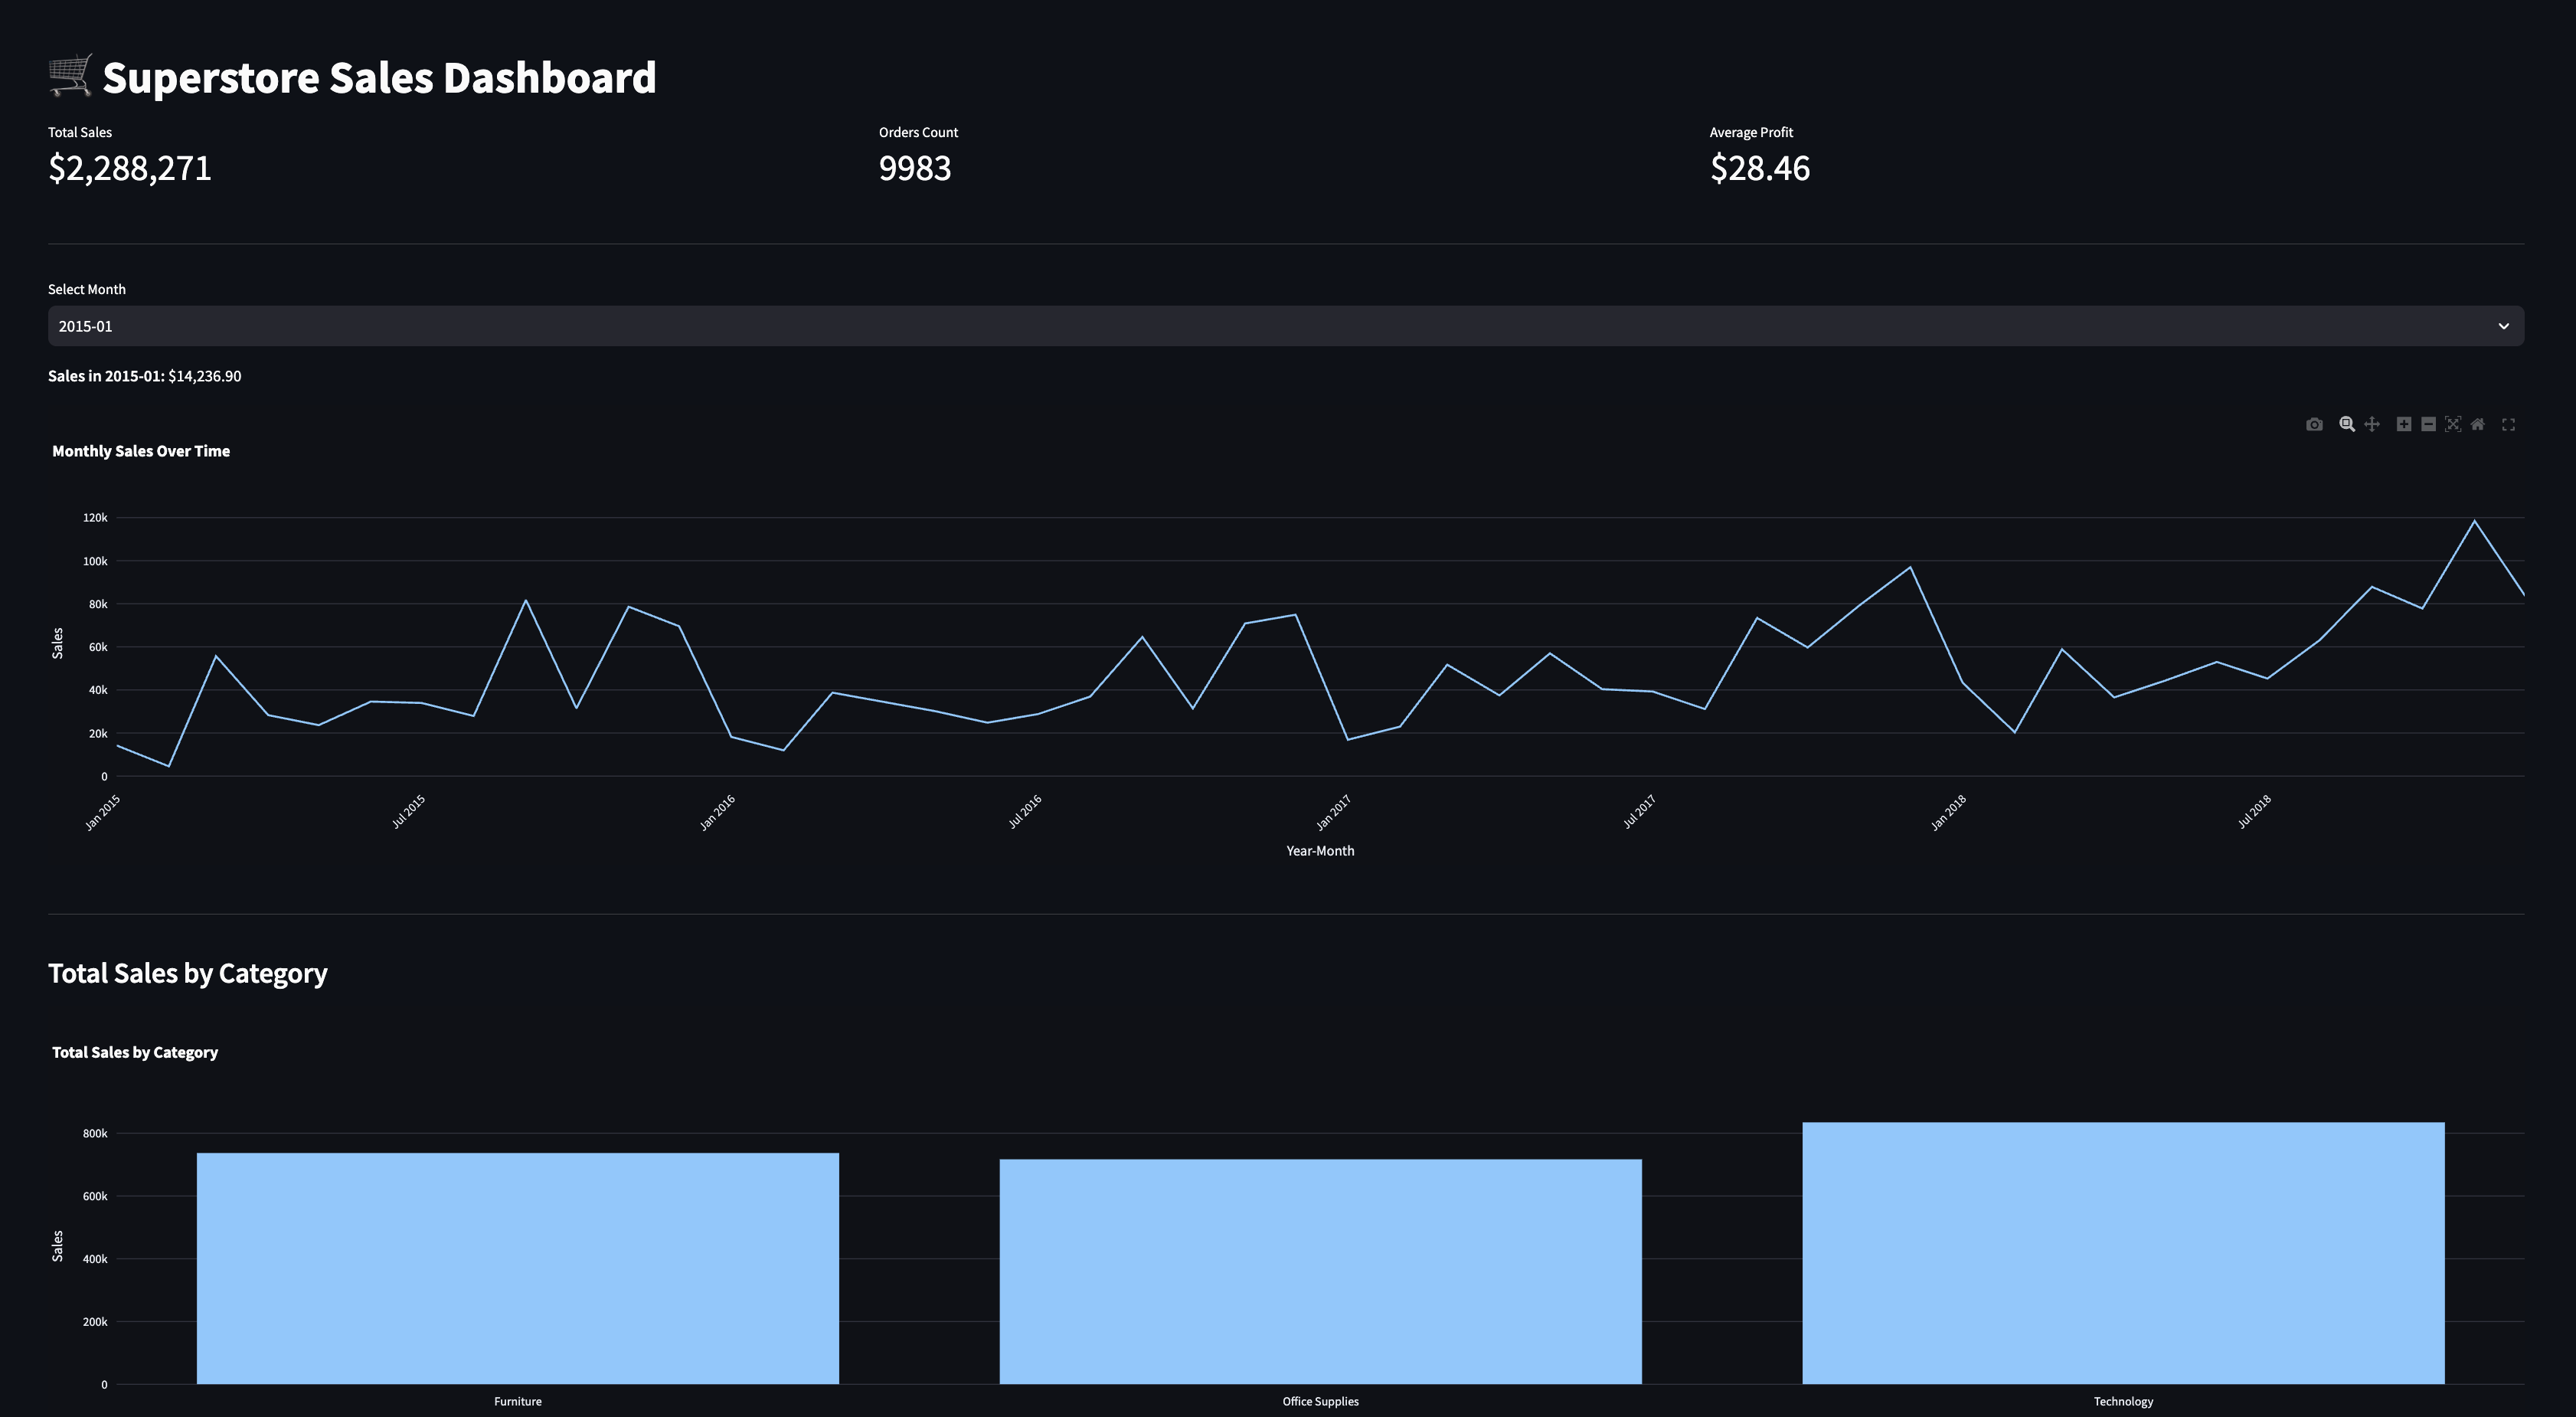 Superstore Sales Dashboard
Total Sales
$2,288,271
Orders Count
9983
Average Profit
$28.46
Select Month
2015-01
Sales in 2015-01: $14,236.90
Monthly Sales Over Time
120k
100k
80k
60k
40k
20k
0
Sales
Jan 2015
Jul 2015
Jan 2016
Jul 2016
Jan 2017
Jul 2017
Jan 2018
Jul 2018
Year-Month
Total Sales by Category
Total Sales by Category
800k
600k
400k
200k
0
Sales
Furniture
Office Supplies
Technology